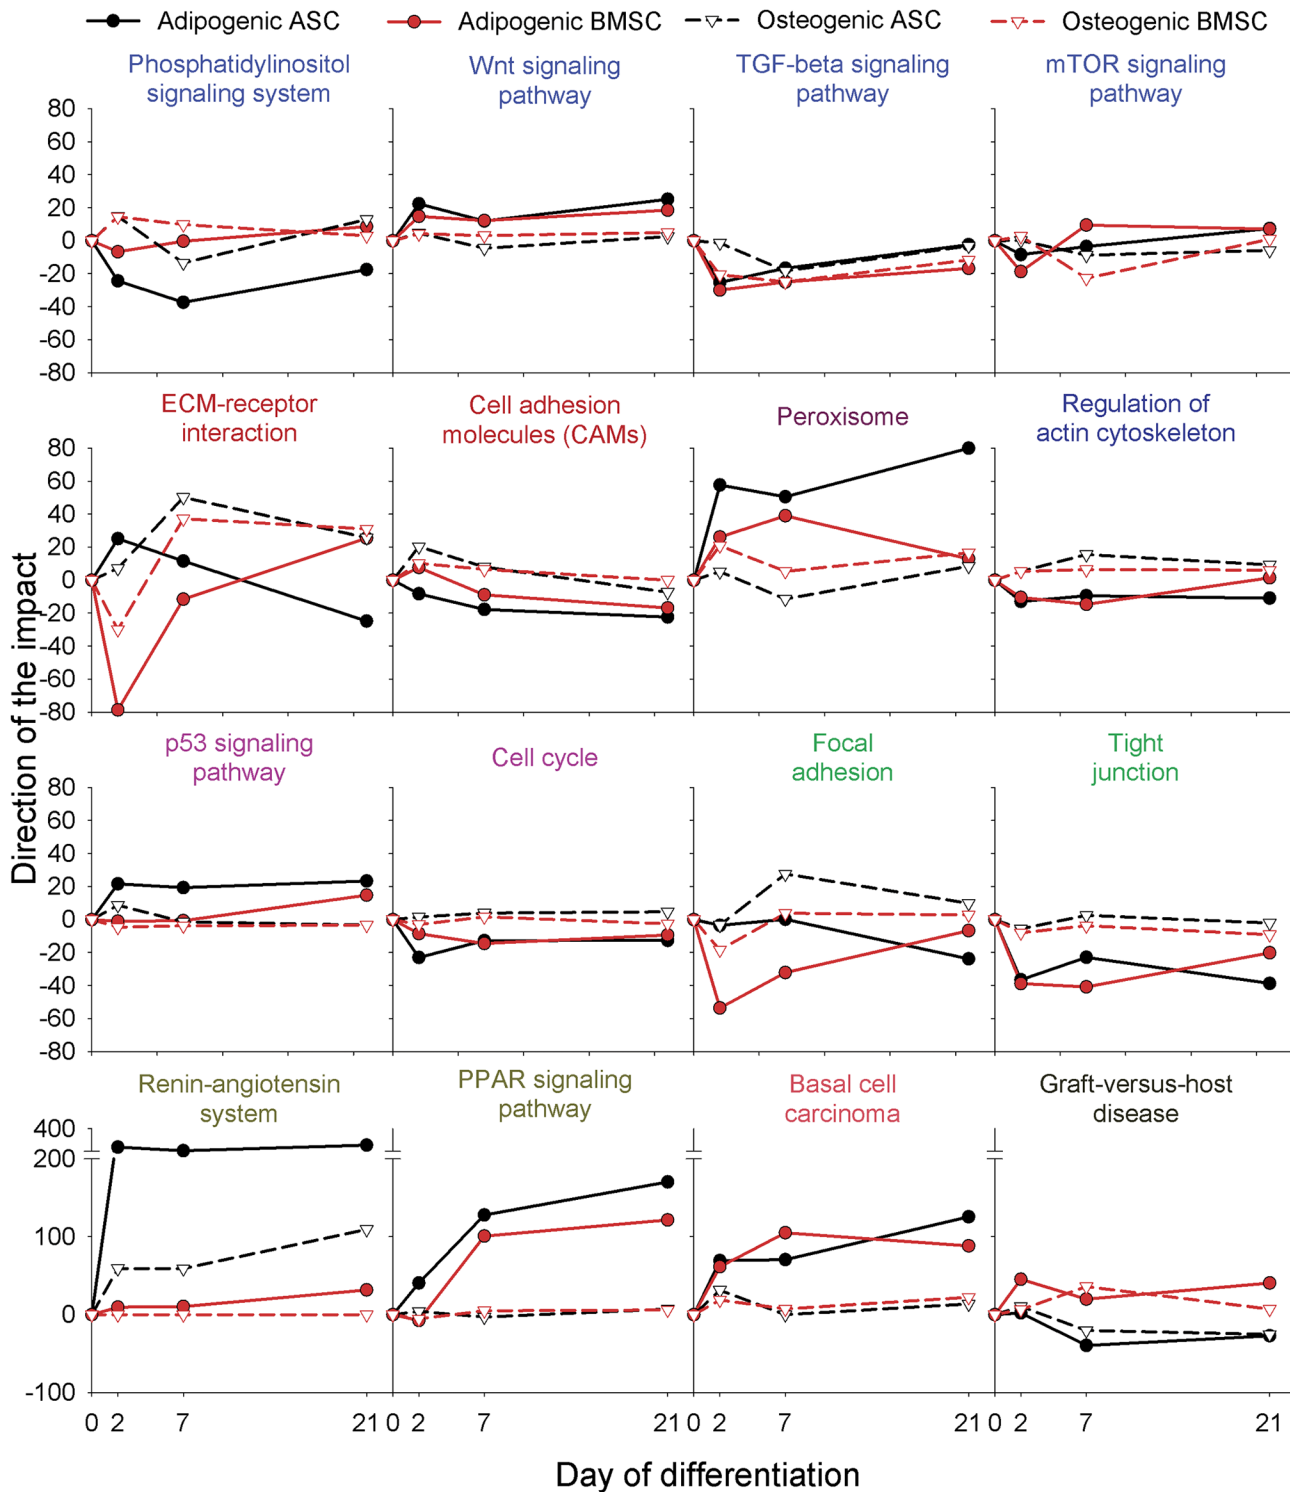 Adipogenic ASC Adipogenic BMSC Osteogenic ASC Osteogenic BMSC
Phosphatidylinositol
signaling system
Wnt signaling
pathway
TGF-beta signaling
pathway
mTOR signaling
pathway
80
60
40
20
0
-20
-40
-60
-80
ECM-receptor
interaction
Cell adhesion
molecules (CAMs)
Peroxisome
Regulation of
actin cytoskeleton
80
60
40
20
0
-20
-40
-60
-80
Direction of the impact
p53 signaling
pathway
Cell cycle
Focal
adhesion
Tight
junction
80
60
40
20
0
-20
-40
-60
-80
Renin-angiotensin
system
PPAR signaling
pathway
Basal cell
carcinoma
Graft-versus-host
disease
400
200
100
0
-100
0 2 7 21 0 2 7 21 0 2 7 21 0 2 7 21
Day of differentiation